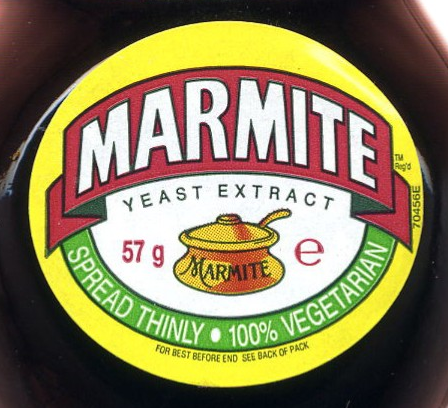 MARMITE
TM
Reg'd
YEAST EXTRACT
57 g
MARMITE
e
70456E
SPREAD THINLY • 100% VEGETARIAN
FOR BEST BEFORE END SEE BACK OF PACK